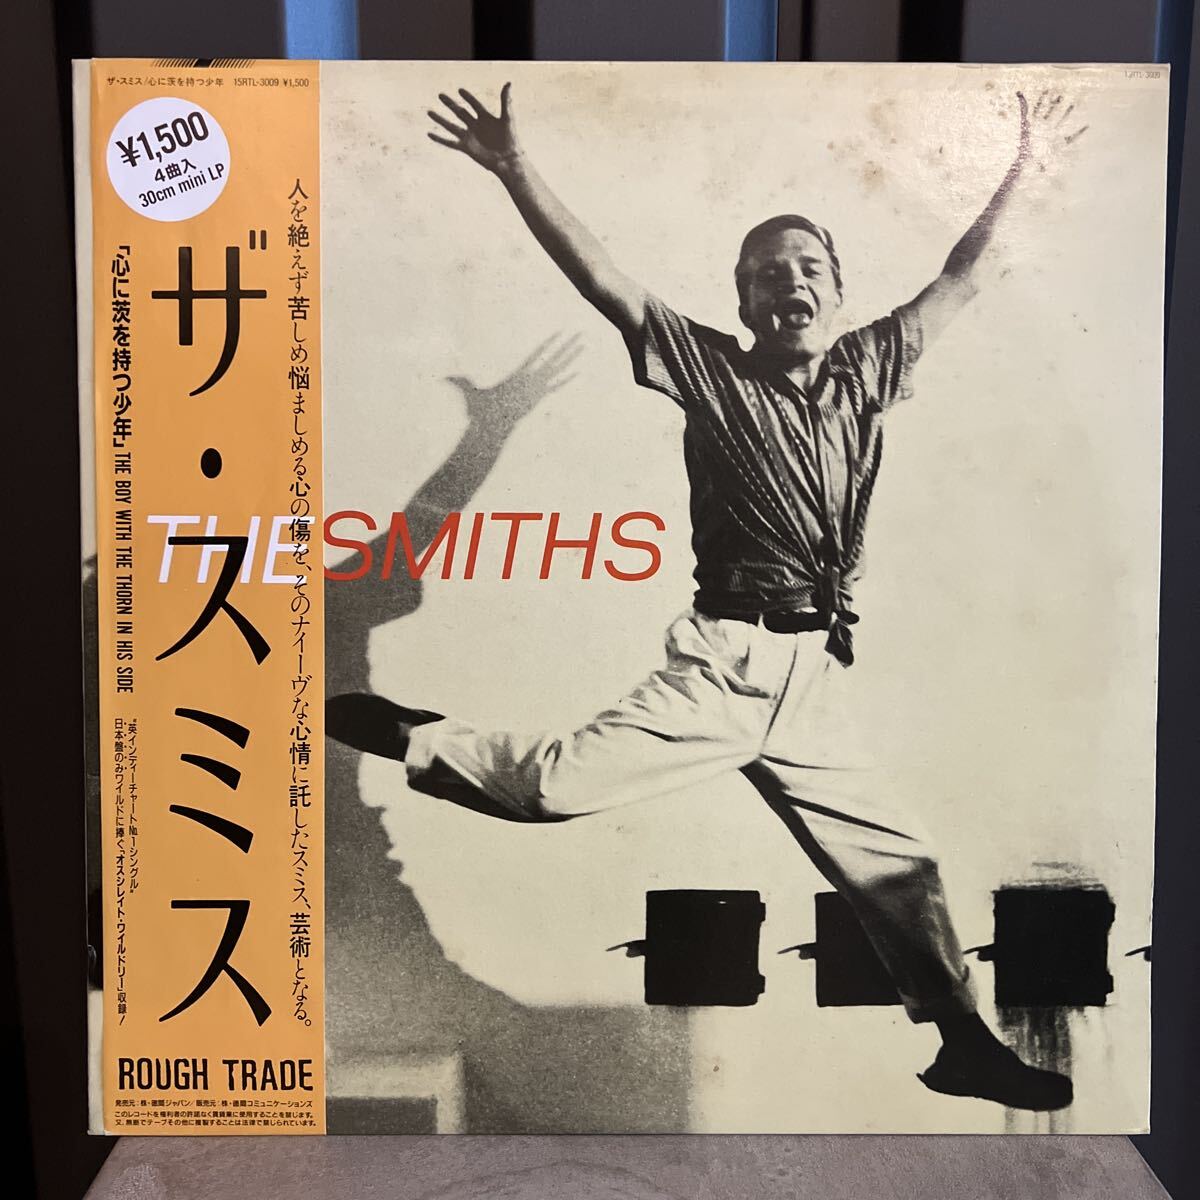 ザ・スミス/心に茨を持つ少年 15RTL-3009 ¥1,500
¥1,500
4曲入
30cm mini LP
人を絶えず苦しめ悩ましめる心の傷を、そのナイーヴな心情に託したスミス、芸術となる。
ザ・スミス
「心に茨を持つ少年」THE BOY WITH THE THORN IN HIS SIDE
"英インディーチャート№1シングル"
日本盤のみワイルドに捧ぐ「オスシレイト・ワイルドリー」収録!
ROUGH TRADE
発売元:株・徳間ジャパン/販売元:株・徳間コミュニケーションズ
このレコードを権利者の許諾なく賃貸業に使用することを禁じます。
又、無断でテープその他に複製することは法律で禁じられています。
THE SMITHS
15RTL-3009